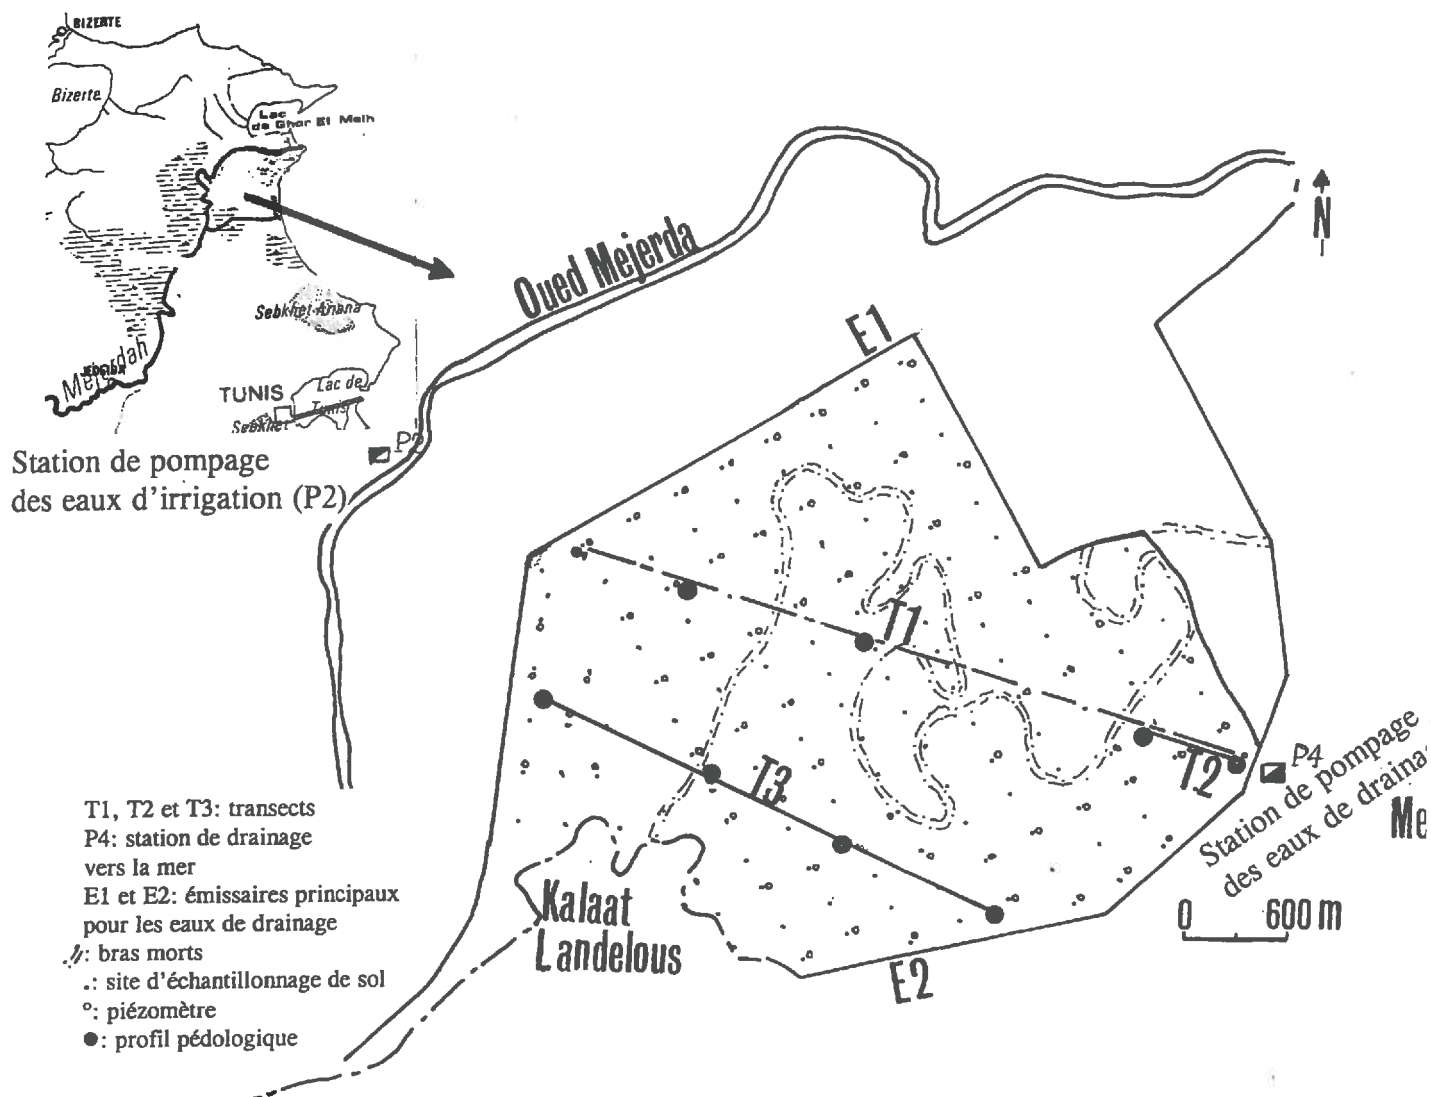 BIZERTE
Bizerte
Lac
de Ghar El Melh
Sebkhet Ariana
Mejerdah
TUNIS
Lac de
Tunis
Sebkhet
P2
Station de pompage
des eaux d'irrigation (P2)
Oued Mejerda
N
E1
T1
T2
T3
P4
Station de pompage
des eaux de draina
Me
0 600 m
Kalaat
Landelous
E2
T1, T2 et T3: transects
P4: station de drainage
vers la mer
E1 et E2: émissaires principaux
pour les eaux de drainage
: bras morts
.: site d'échantillonnage de sol
°: piézomètre
●: profil pédologique